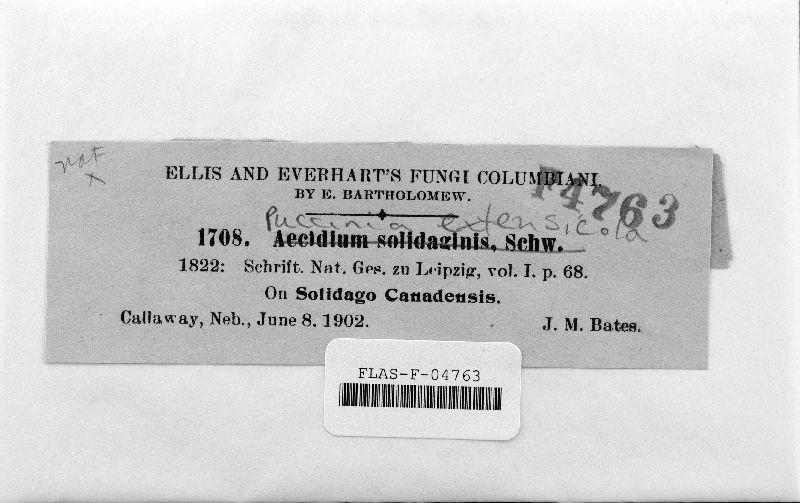 nat
x
ELLIS AND EVERHART'S FUNGI COLUMBIANI.
BY E. BARTHOLOMEW.
F4763
Puccinia extensicola
1708. Aecidium solidaginis, Schw.
1822: Schrift. Nat. Ges. zu Leipzig, vol. I. p. 68.
On Solidago Canadensis.
Callaway, Neb., June 8. 1902. J. M. Bates.
FLAS-F-04763